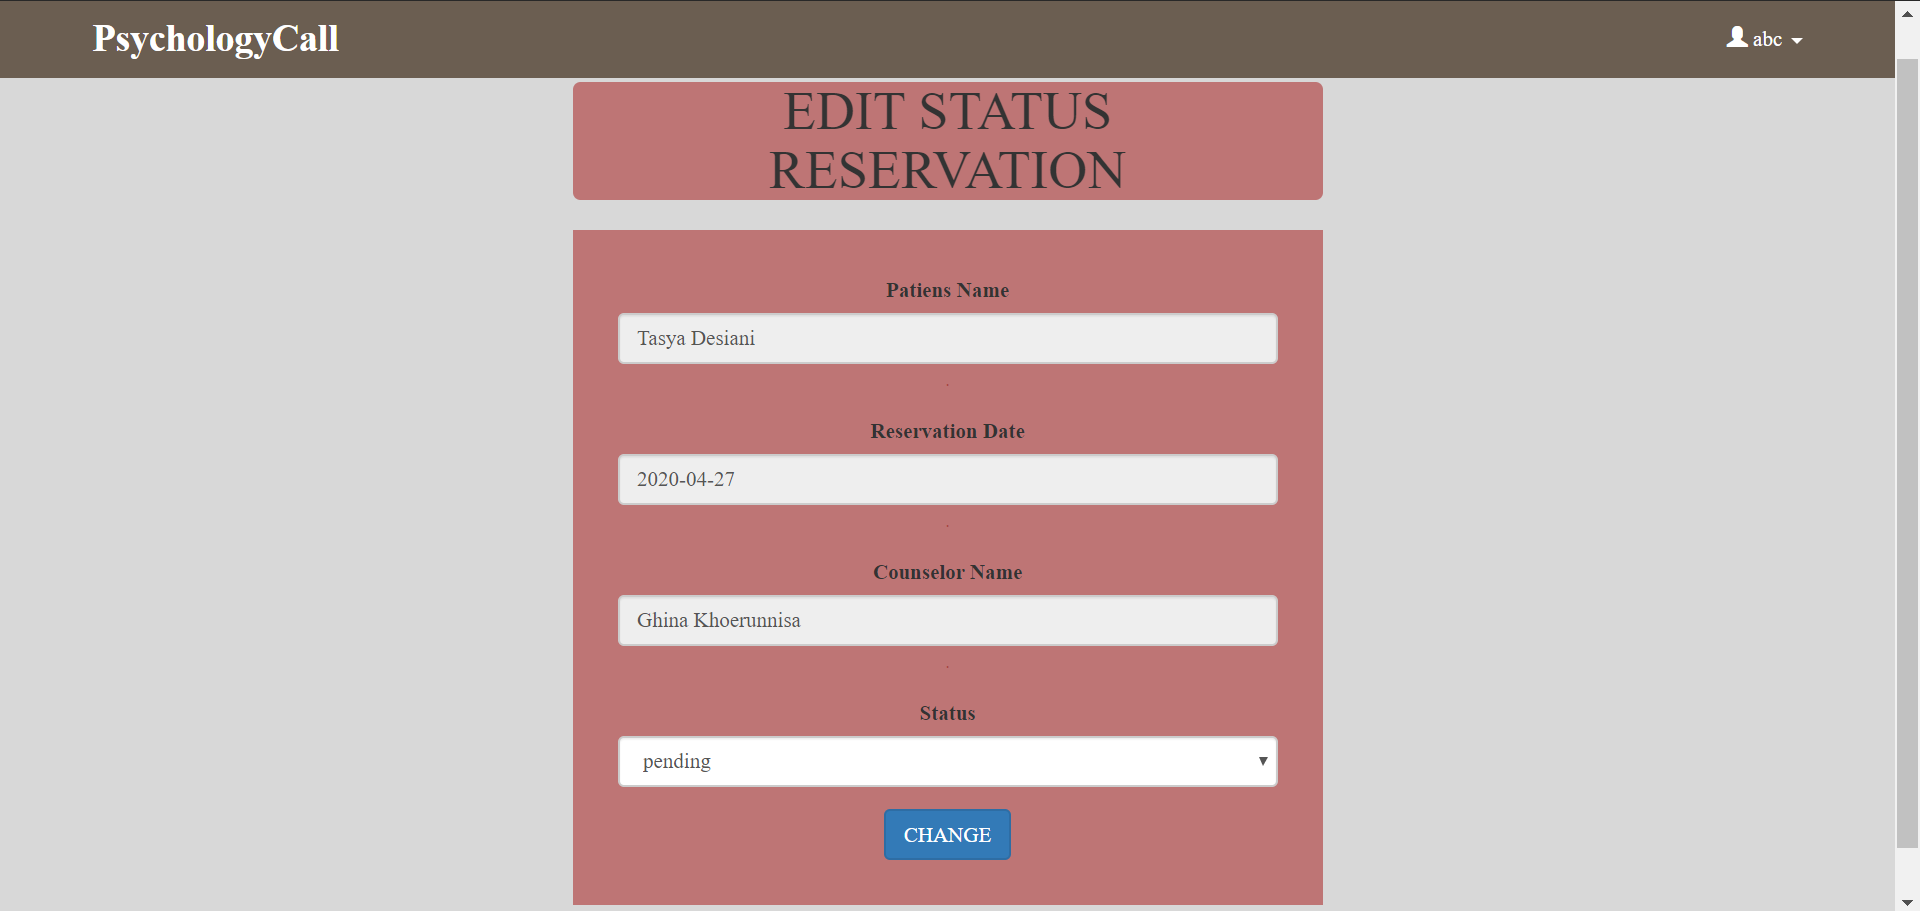 PsychologyCall
abc
EDIT STATUS
RESERVATION
Patiens Name
Tasya Desiani
.
Reservation Date
2020-04-27
.
Counselor Name
Ghina Khoerunnisa
.
Status
pending
CHANGE